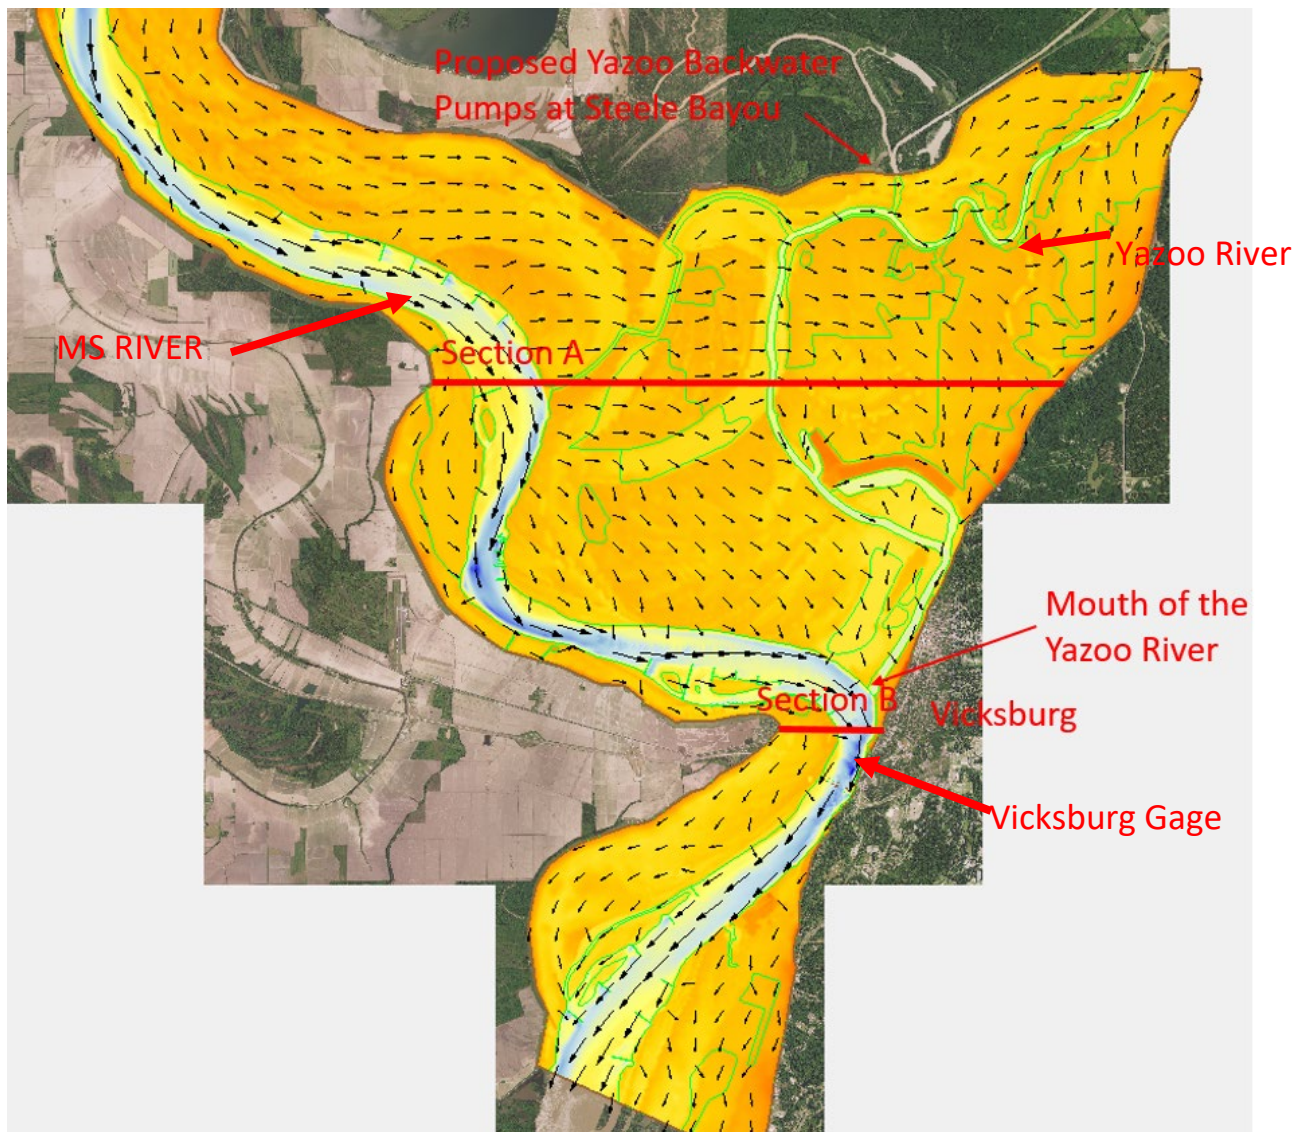 Proposed Yazoo Backwater
Pumps at Steele Bayou
Yazoo River
MS RIVER
Section A
Mouth of the
Yazoo River
Section B
Vicksburg
Vicksburg Gage